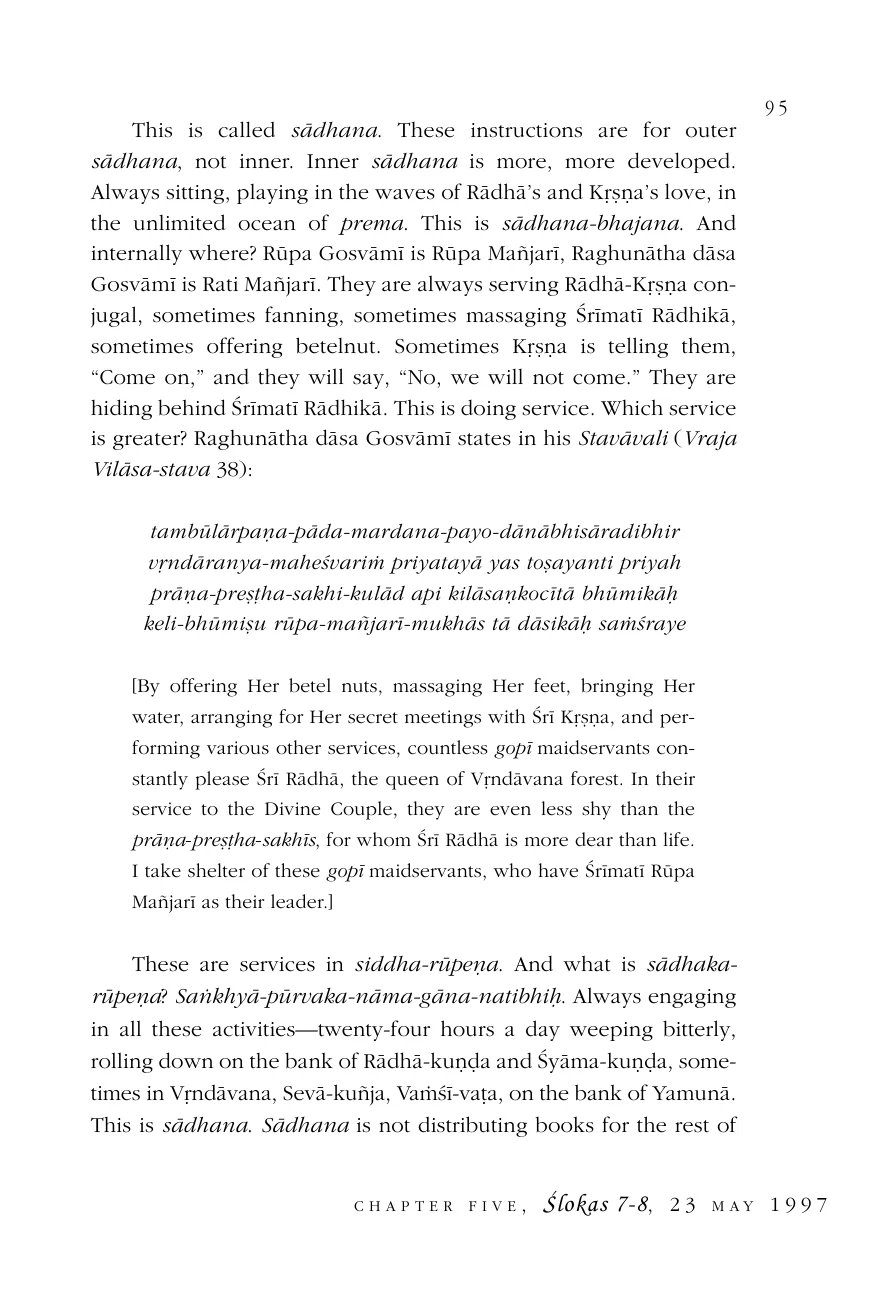 95
This is called sādhana. These instructions are for outer
sādhana, not inner. Inner sādhana is more, more developed.
Always sitting, playing in the waves of Rādhā’s and Kṛṣṇa’s love, in
the unlimited ocean of prema. This is sādhana-bhajana. And
internally where? Rūpa Gosvāmī is Rūpa Mañjarī, Raghunātha dāsa
Gosvāmī is Rati Mañjarī. They are always serving Rādhā-Kṛṣṇa con-
jugal, sometimes fanning, sometimes massaging Śrīmatī Rādhikā,
sometimes offering betelnut. Sometimes Kṛṣṇa is telling them,
“Come on,” and they will say, “No, we will not come.” They are
hiding behind Śrīmatī Rādhikā. This is doing service. Which service
is greater? Raghunātha dāsa Gosvāmī states in his Stavāvali (Vraja
Vilāsa-stava 38):
tambūlārpaṇa-pāda-mardana-payo-dānābhisāradibhir
vṛndāranya-maheśvariṁ priyatayā yas toṣayanti priyah
prāṇa-preṣṭha-sakhi-kulād api kilāsaṇkocītā bhūmikāḥ
keli-bhūmiṣu rūpa-mañjarī-mukhās tā dāsikāḥ saṁśraye
[By offering Her betel nuts, massaging Her feet, bringing Her
water, arranging for Her secret meetings with Śrī Kṛṣṇa, and per-
forming various other services, countless gopī maidservants con-
stantly please Śrī Rādhā, the queen of Vṛndāvana forest. In their
service to the Divine Couple, they are even less shy than the
prāṇa-preṣṭha-sakhīs, for whom Śrī Rādhā is more dear than life.
I take shelter of these gopī maidservants, who have Śrīmatī Rūpa
Mañjarī as their leader.]
These are services in siddha-rūpeṇa. And what is sādhaka-
rūpeṇa? Saṅkhyā-pūrvaka-nāma-gāna-natibhiḥ. Always engaging
in all these activities—twenty-four hours a day weeping bitterly,
rolling down on the bank of Rādhā-kuṇḍa and Śyāma-kuṇḍa, some-
times in Vṛndāvana, Sevā-kuñja, Vaṁśī-vaṭa, on the bank of Yamunā.
This is sādhana. Sādhana is not distributing books for the rest of
CHAPTER FIVE, Ślokas 7-8, 23 MAY 1997